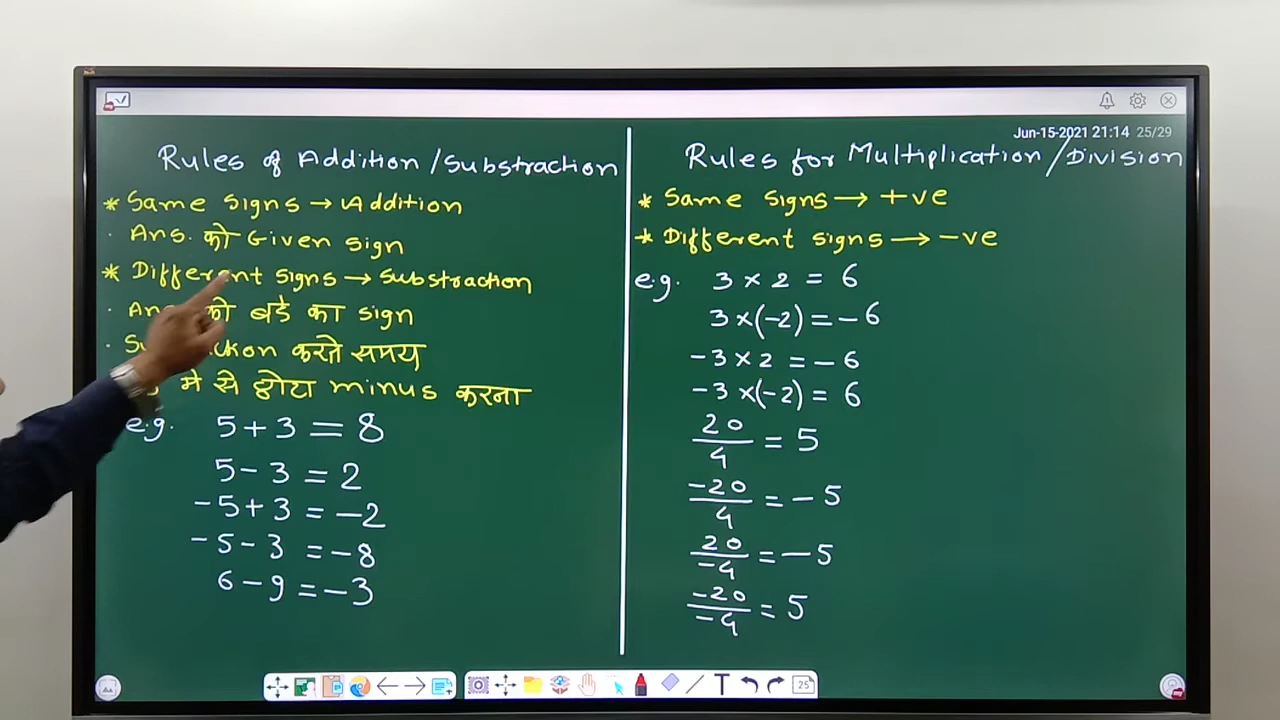 Jun-15-2021 21:14 25/29
Rules of Addition/Substraction
* Same signs → Addition
· Ans. को Given sign
* Different signs → Substraction
· Ans. को बडे का sign
· करते समय
मे से छोटा minus करना
e.g. 5 + 3 = 8
5 - 3 = 2
-5 + 3 = -2
-5 - 3 = -8
6 - 9 = -3
Rules for Multiplication/Division
* Same signs → +ve
* Different signs → -ve
e.g. 3 × 2 = 6
3 × (-2) = -6
-3 × 2 = -6
-3 × (-2) = 6
20/4 = 5
-20/4 = -5
20/-4 = -5
-20/-4 = 5
25